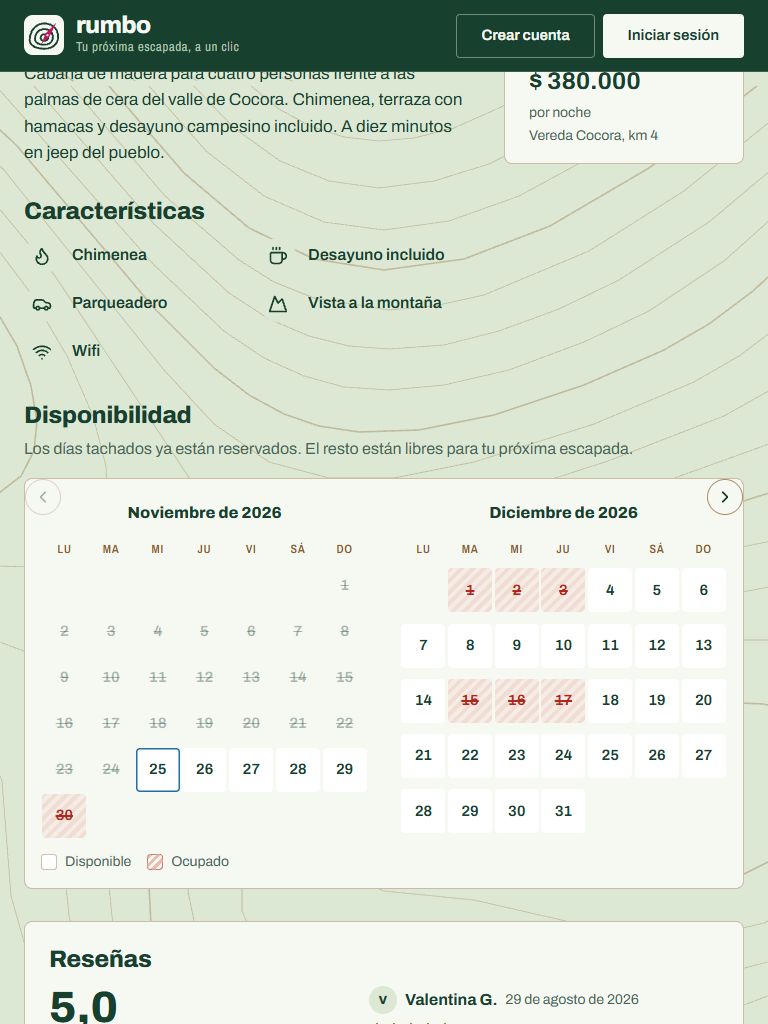 rumbo
Tu próxima escapada, a un clic
Crear cuenta
Iniciar sesión
Cabaña de madera para cuatro personas frente a las
palmas de cera del valle de Cocora. Chimenea, terraza con
hamacas y desayuno campesino incluido. A diez minutos
en jeep del pueblo.
$ 380.000
por noche
Vereda Cocora, km 4
Características
Chimenea
Desayuno incluido
Parqueadero
Vista a la montaña
Wifi
Disponibilidad
Los días tachados ya están reservados. El resto están libres para tu próxima escapada.
Noviembre de 2026
LU MA MI JU VI SÁ DO
1
2 3 4 5 6 7 8
9 10 11 12 13 14 15
16 17 18 19 20 21 22
23 24 25 26 27 28 29
30
Diciembre de 2026
LU MA MI JU VI SÁ DO
1 2 3 4 5 6
7 8 9 10 11 12 13
14 15 16 17 18 19 20
21 22 23 24 25 26 27
28 29 30 31
Disponible
Ocupado
Reseñas
5,0
V
Valentina G. 29 de agosto de 2026